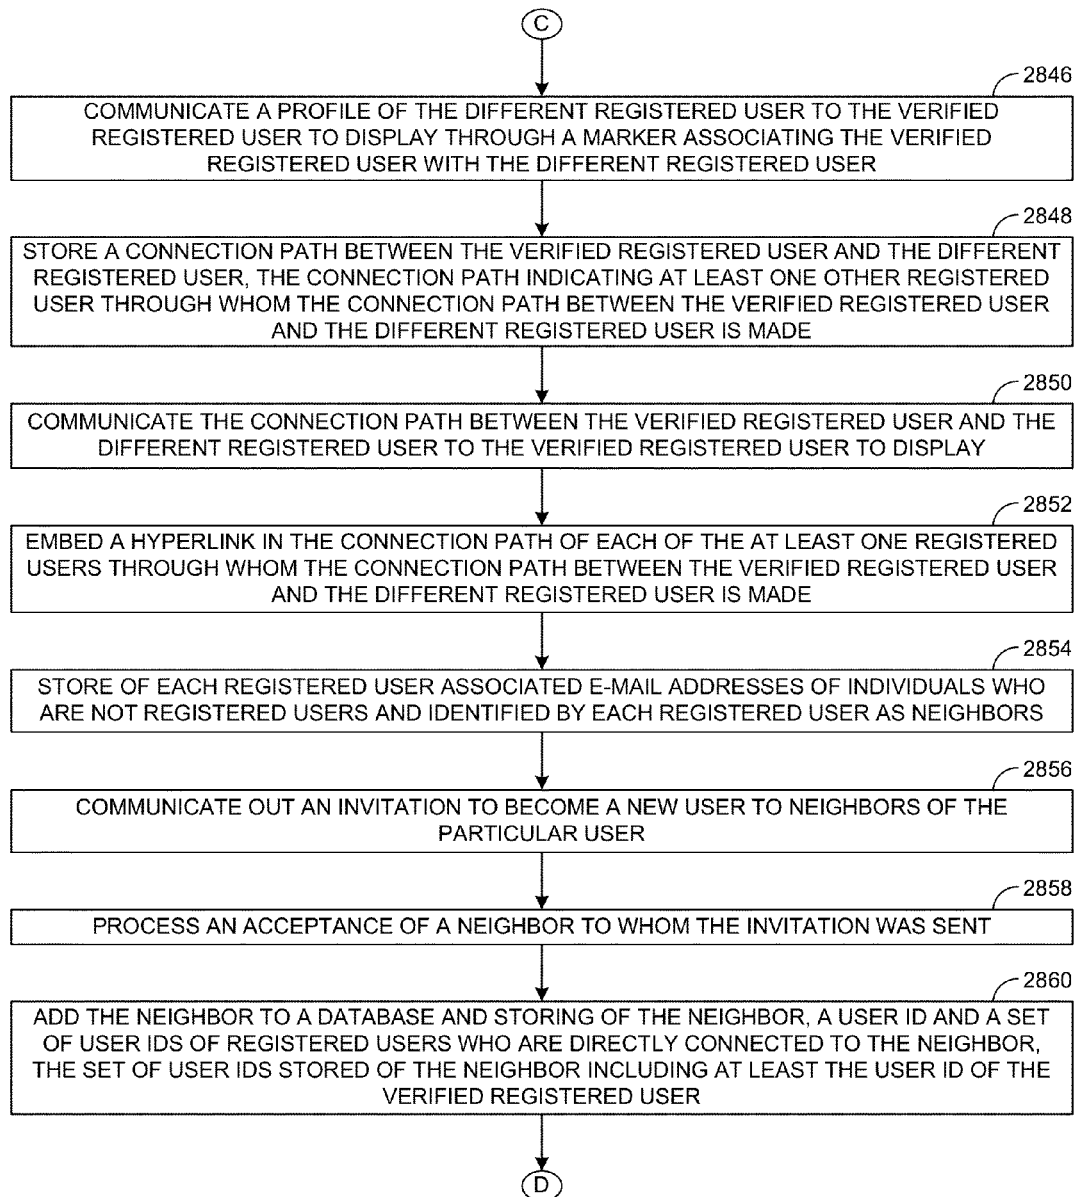 C
2846
COMMUNICATE A PROFILE OF THE DIFFERENT REGISTERED USER TO THE VERIFIED
REGISTERED USER TO DISPLAY THROUGH A MARKER ASSOCIATING THE VERIFIED
REGISTERED USER WITH THE DIFFERENT REGISTERED USER
2848
STORE A CONNECTION PATH BETWEEN THE VERIFIED REGISTERED USER AND THE DIFFERENT
REGISTERED USER, THE CONNECTION PATH INDICATING AT LEAST ONE OTHER REGISTERED
USER THROUGH WHOM THE CONNECTION PATH BETWEEN THE VERIFIED REGISTERED USER
AND THE DIFFERENT REGISTERED USER IS MADE
2850
COMMUNICATE THE CONNECTION PATH BETWEEN THE VERIFIED REGISTERED USER AND THE
DIFFERENT REGISTERED USER TO THE VERIFIED REGISTERED USER TO DISPLAY
2852
EMBED A HYPERLINK IN THE CONNECTION PATH OF EACH OF THE AT LEAST ONE REGISTERED
USERS THROUGH WHOM THE CONNECTION PATH BETWEEN THE VERIFIED REGISTERED USER
AND THE DIFFERENT REGISTERED USER IS MADE
2854
STORE OF EACH REGISTERED USER ASSOCIATED E-MAIL ADDRESSES OF INDIVIDUALS WHO
ARE NOT REGISTERED USERS AND IDENTIFIED BY EACH REGISTERED USER AS NEIGHBORS
2856
COMMUNICATE OUT AN INVITATION TO BECOME A NEW USER TO NEIGHBORS OF THE
PARTICULAR USER
2858
PROCESS AN ACCEPTANCE OF A NEIGHBOR TO WHOM THE INVITATION WAS SENT
2860
ADD THE NEIGHBOR TO A DATABASE AND STORING OF THE NEIGHBOR, A USER ID AND A SET
OF USER IDS OF REGISTERED USERS WHO ARE DIRECTLY CONNECTED TO THE NEIGHBOR,
THE SET OF USER IDS STORED OF THE NEIGHBOR INCLUDING AT LEAST THE USER ID OF THE
VERIFIED REGISTERED USER
D